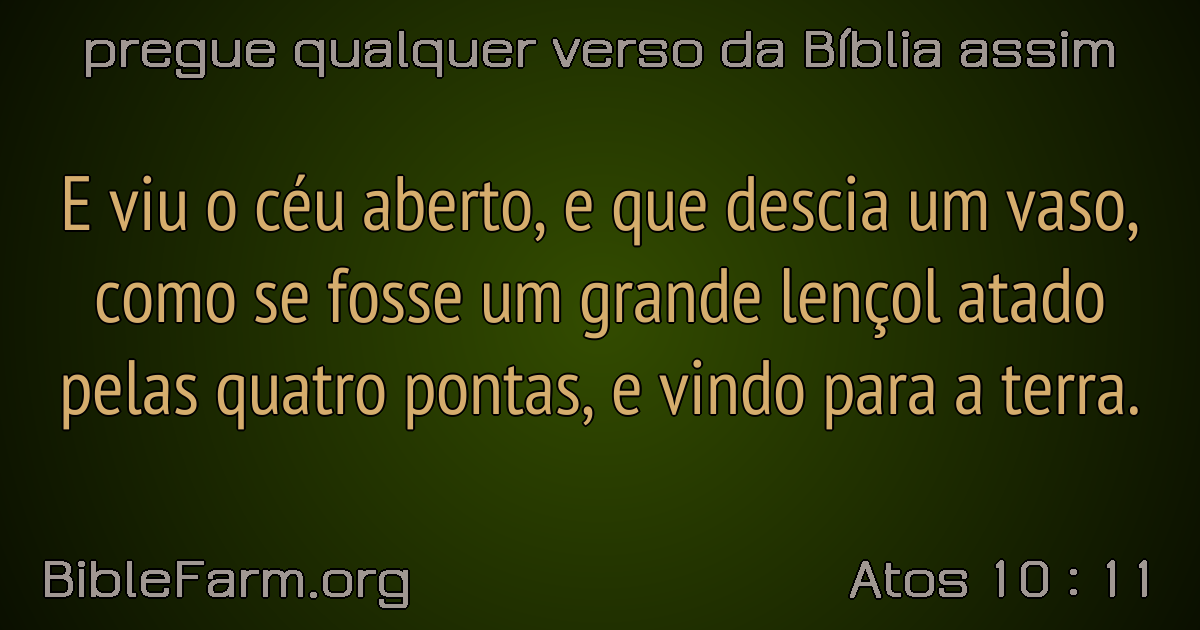 pregue qualquer verso da Bíblia assim
E viu o céu aberto, e que descia um vaso,
como se fosse um grande lençol atado
pelas quatro pontas, e vindo para a terra.
BibleFarm.org
Atos 10 : 11